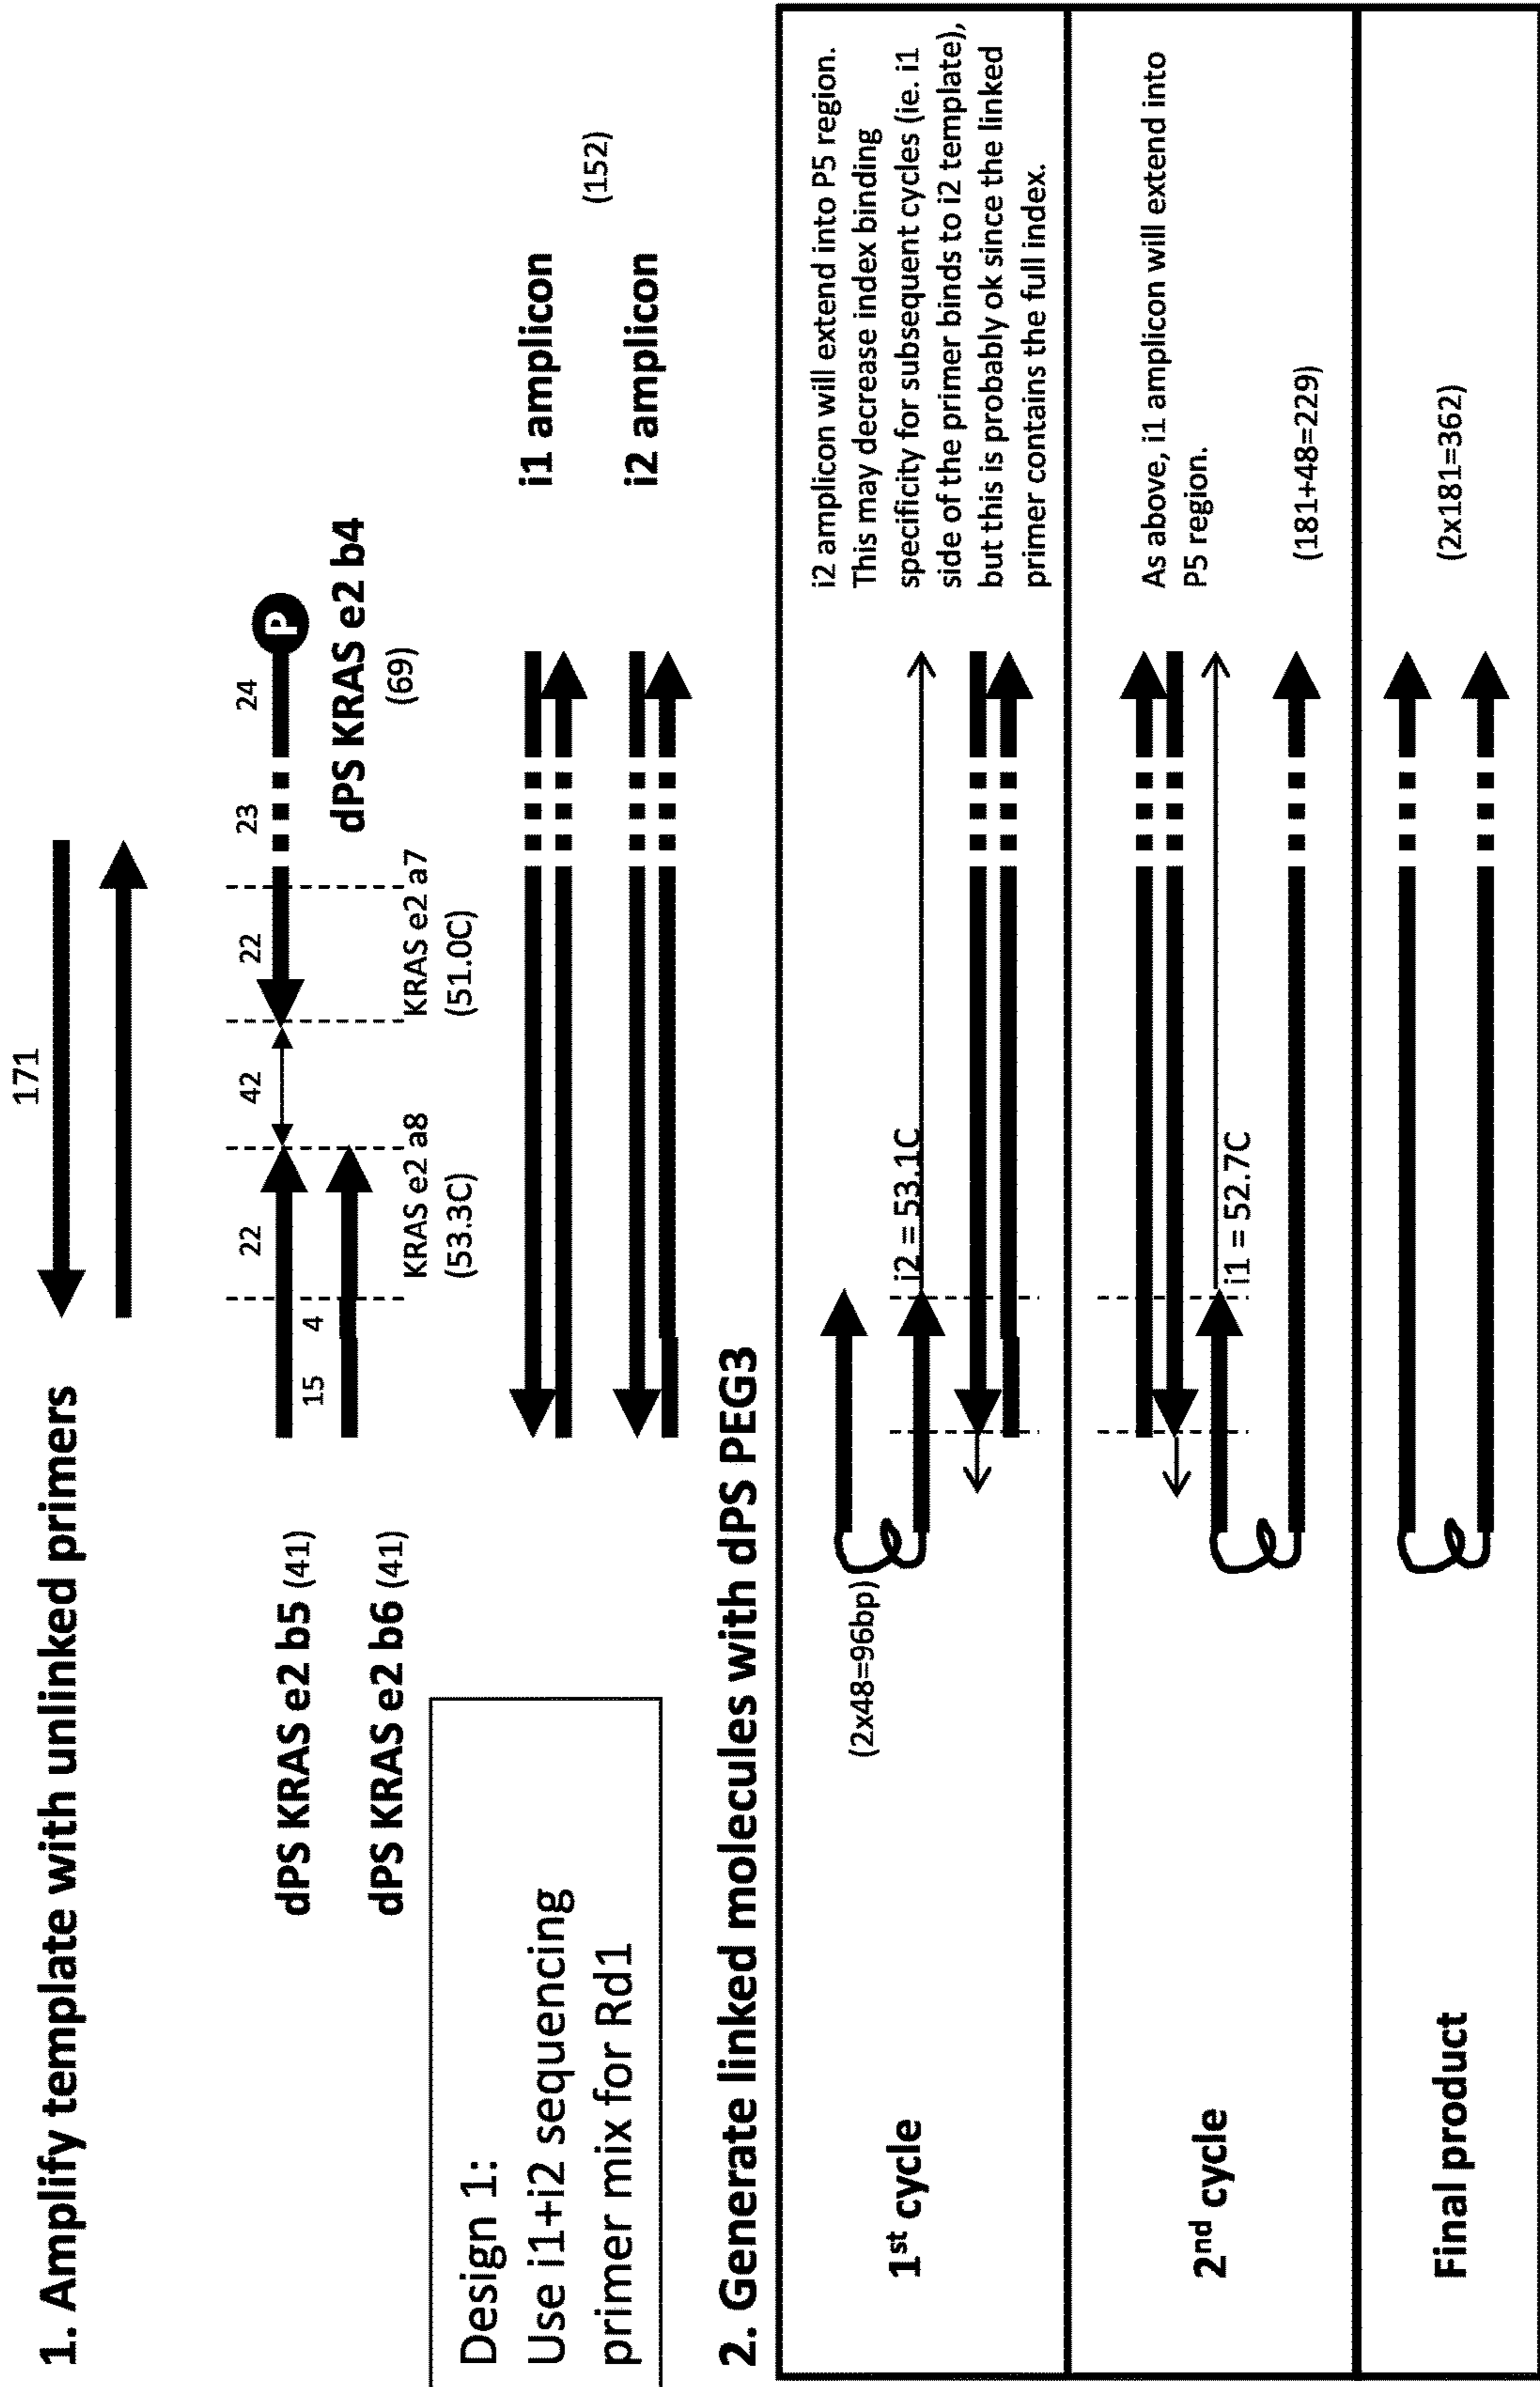 1. Amplify template with unlinked primers
171
dPS KRAS e2 b5 (41)
dPS KRAS e2 b6 (41)
15
4
22
42
22
23
24
P
KRAS e2 a8
(53.3C)
KRAS e2 a7
(51.0C)
dPS KRAS e2 b4
(69)
Design 1:
Use i1+i2 sequencing
primer mix for Rd1
i1 amplicon
(152)
i2 amplicon
2. Generate linked molecules with dPS PEG3
1st cycle
(2x48=96bp)
i2 = 53.1C
i2 amplicon will extend into P5 region.
This may decrease index binding
specificity for subsequent cycles (ie. i1
side of the primer binds to i2 template),
but this is probably ok since the linked
primer contains the full index.
2nd cycle
i1 = 52.7C
As above, i1 amplicon will extend into
P5 region.
(181+48=229)
Final product
(2x181=362)